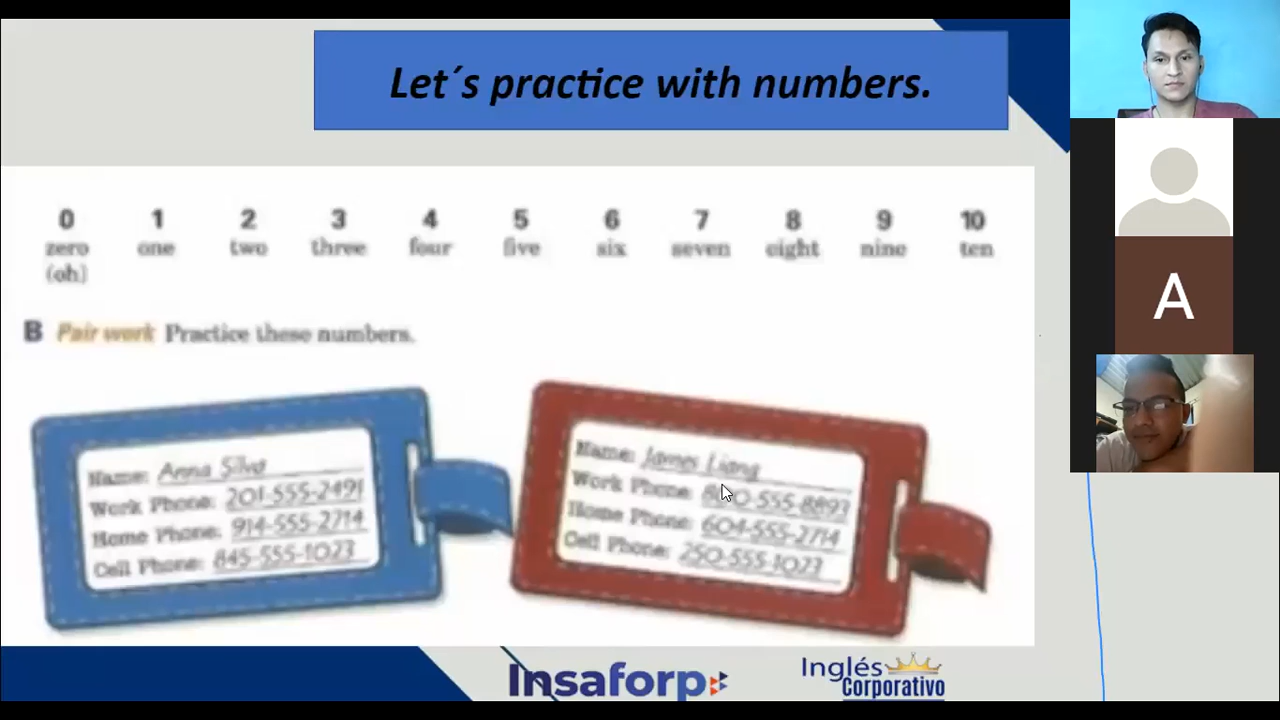 Let´s practice with numbers.
0 1 2 3 4 5 6 7 8 9 10
zero one two three four five six seven eight nine ten
(oh)
B Pair work Practice these numbers.
Name: Anna Silva
Work Phone: 201-555-2491
Home Phone: 914-555-2714
Cell Phone: 845-555-1023
Name: James Liang
Work Phone:
Home Phone: 604-555-2714
Cell Phone: 250-555-1023
A
Insaforp
Inglés
Corporativo